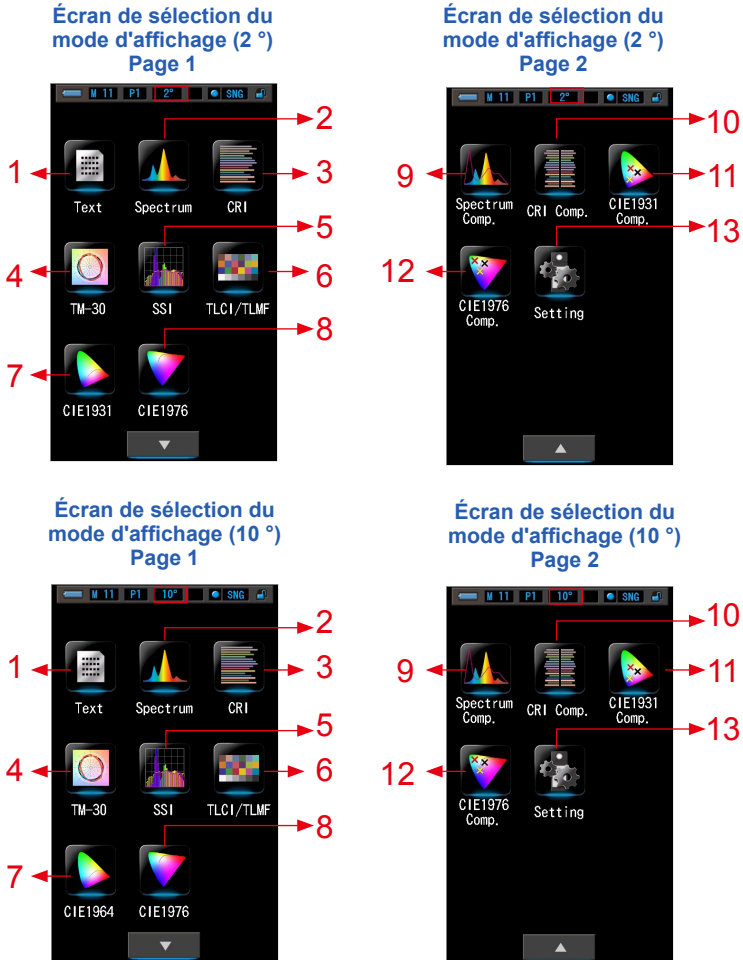 Écran de sélection du
mode d'affichage (2 °)
Page 1
M 11 P1 2° SNG
2
1
3
Text Spectrum CRI
5
4
6
TM-30 SSI TLCI/TLMF
8
7
CIE1931 CIE1976
Écran de sélection du
mode d'affichage (2 °)
Page 2
M 11 P1 2° SNG
10
9
11
Spectrum
Comp.
CRI Comp.
CIE1931
Comp.
13
12
CIE1976
Comp.
Setting
Écran de sélection du
mode d'affichage (10 °)
Page 1
M 11 P1 10° SNG
2
1
3
Text Spectrum CRI
5
4
6
TM-30 SSI TLCI/TLMF
8
7
CIE1964 CIE1976
Écran de sélection du
mode d'affichage (10 °)
Page 2
M 11 P1 10° SNG
10
9
11
Spectrum
Comp.
CRI Comp.
CIE1931
Comp.
13
12
CIE1976
Comp.
Setting